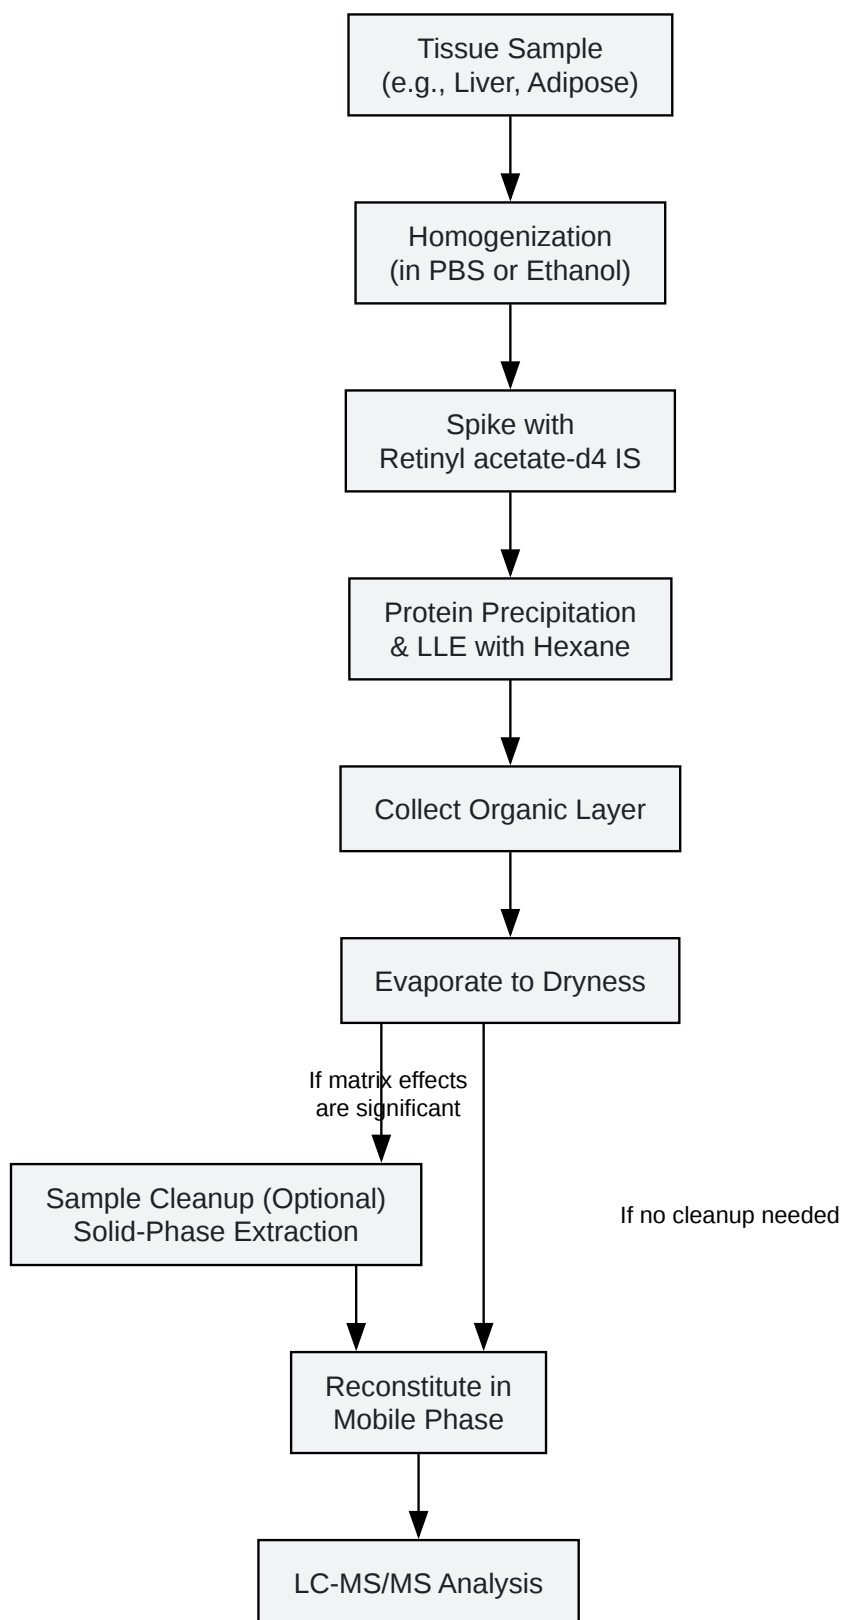 Tissue Sample
(e.g., Liver, Adipose)
Homogenization
(in PBS or Ethanol)
Spike with
Retinyl acetate-d4 IS
Protein Precipitation
& LLE with Hexane
Collect Organic Layer
Evaporate to Dryness
If matrix effects
are significant
Sample Cleanup (Optional)
Solid-Phase Extraction
If no cleanup needed
Reconstitute in
Mobile Phase
LC-MS/MS Analysis